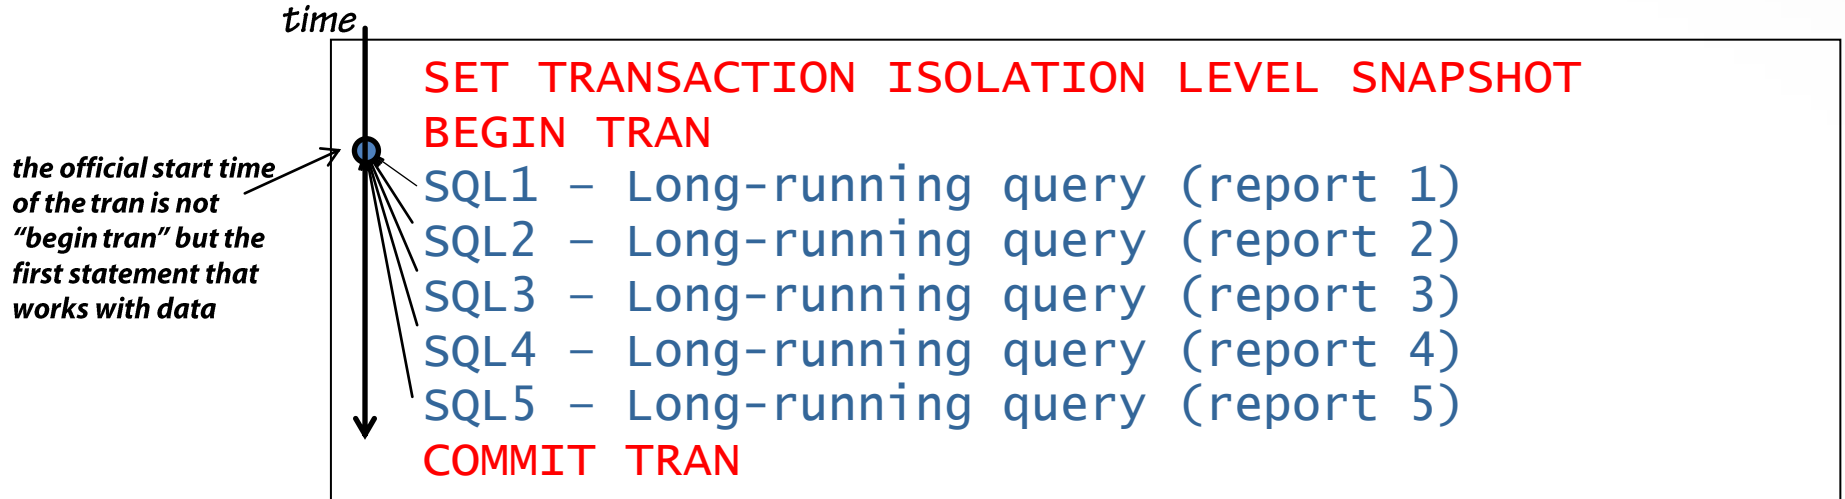 time
SET TRANSACTION ISOLATION LEVEL SNAPSHOT
BEGIN TRAN
the official start time
of the tran is not
“begin tran” but the
first statement that
works with data
SQL1 – Long-running query (report 1)
SQL2 – Long-running query (report 2)
SQL3 – Long-running query (report 3)
SQL4 – Long-running query (report 4)
SQL5 – Long-running query (report 5)
COMMIT TRAN